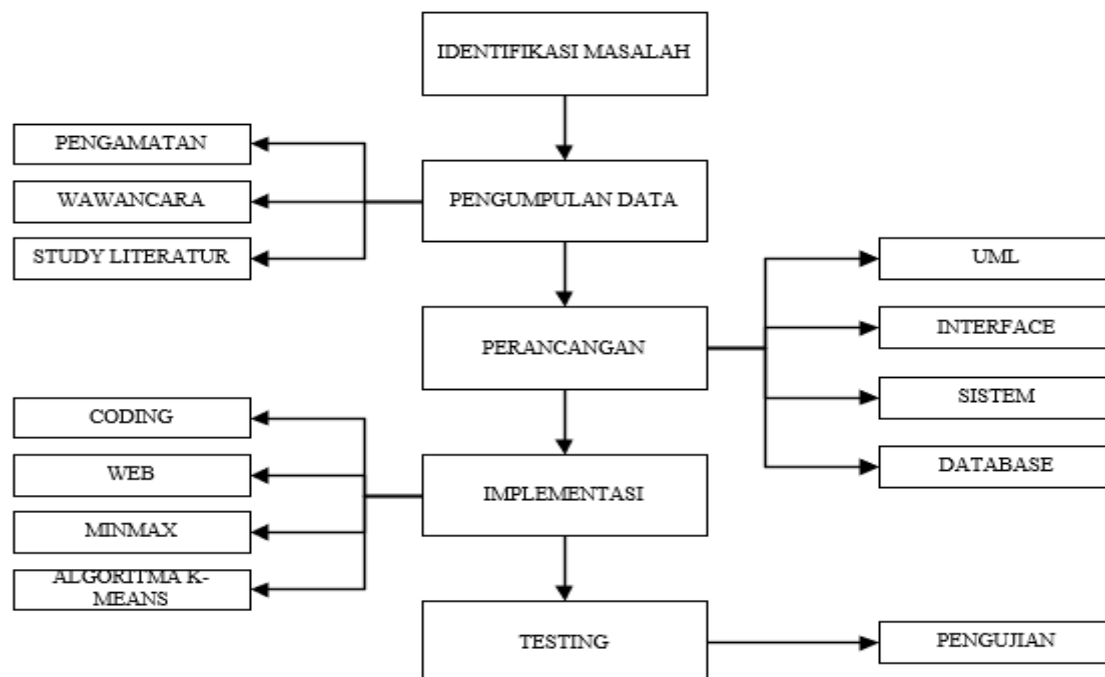 IDENTIFIKASI MASALAH
PENGAMATAN
WAWANCARA
STUDY LITERATUR
PENGUMPULAN DATA
UML
INTERFACE
SISTEM
DATABASE
PERANCANGAN
CODING
WEB
MINMAX
ALGORITMA K-
MEANS
IMPLEMENTASI
TESTING
PENGUJIAN